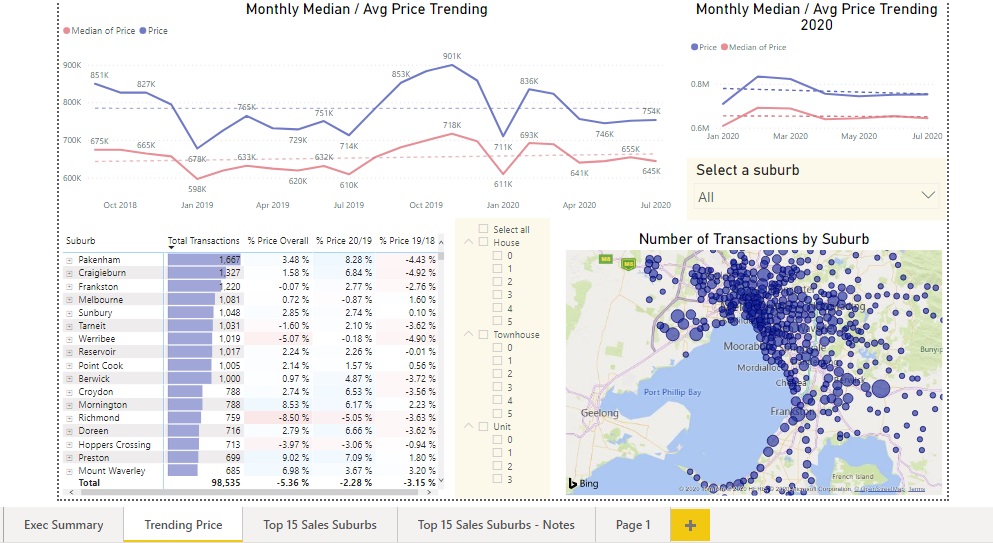 Monthly Median / Avg Price Trending
Median of Price Price
900K
800K
700K
600K
851K
827K
675K
665K
678K
598K
765K
633K
729K
620K
751K
632K
714K
610K
853K
901K
718K
711K
611K
836K
693K
746K
641K
655K
754K
645K
Oct 2018 Jan 2019 Apr 2019 Jul 2019 Oct 2019 Jan 2020 Apr 2020 Jul 2020
Monthly Median / Avg Price Trending
2020
Price Median of Price
0.8M
0.6M
Jan 2020 Mar 2020 May 2020 Jul 2020
Select a suburb
All
Suburb Total Transactions % Price Overall % Price 20/19 % Price 19/18
Pakenham 1,667 3.48 % 8.28 % -4.43 %
Craigieburn 1,327 1.58 % 6.84 % -4.92 %
Frankston 1,220 -0.07 % 2.77 % -2.76 %
Melbourne 1,081 0.72 % -0.87 % 1.60 %
Sunbury 1,048 2.85 % 2.74 % 0.10 %
Tarneit 1,031 -1.60 % 2.10 % -3.62 %
Werribee 1,019 -5.07 % -0.18 % -4.90 %
Reservoir 1,017 2.24 % 2.26 % -0.01 %
Point Cook 1,005 2.14 % 1.57 % 0.56 %
Berwick 1,000 0.97 % 4.87 % -3.72 %
Croydon 788 2.74 % 6.53 % -3.56 %
Mornington 788 8.53 % 6.17 % 2.23 %
Richmond 759 -8.50 % -5.05 % -3.63 %
Doreen 716 2.79 % 6.66 % -3.62 %
Hoppers Crossing 713 -3.97 % -3.06 % -0.94 %
Preston 699 9.02 % 7.09 % 1.80 %
Mount Waverley 685 6.98 % 3.67 % 3.20 %
Total 98,535 -5.36 % -2.28 % -3.15 %
Select all
House
0
1
2
3
4
5
Townhouse
0
1
2
3
4
5
Unit
0
1
2
3
Number of Transactions by Suburb
M8
Moorabb
Mordialloc
Chelsea
Port Phillip Bay
Geelong
Frankston
Bunyip
French Island
Bing
Microsoft Corporation, © OpenStreetMap Terms
Exec Summary Trending Price Top 15 Sales Suburbs Top 15 Sales Suburbs - Notes Page 1 +